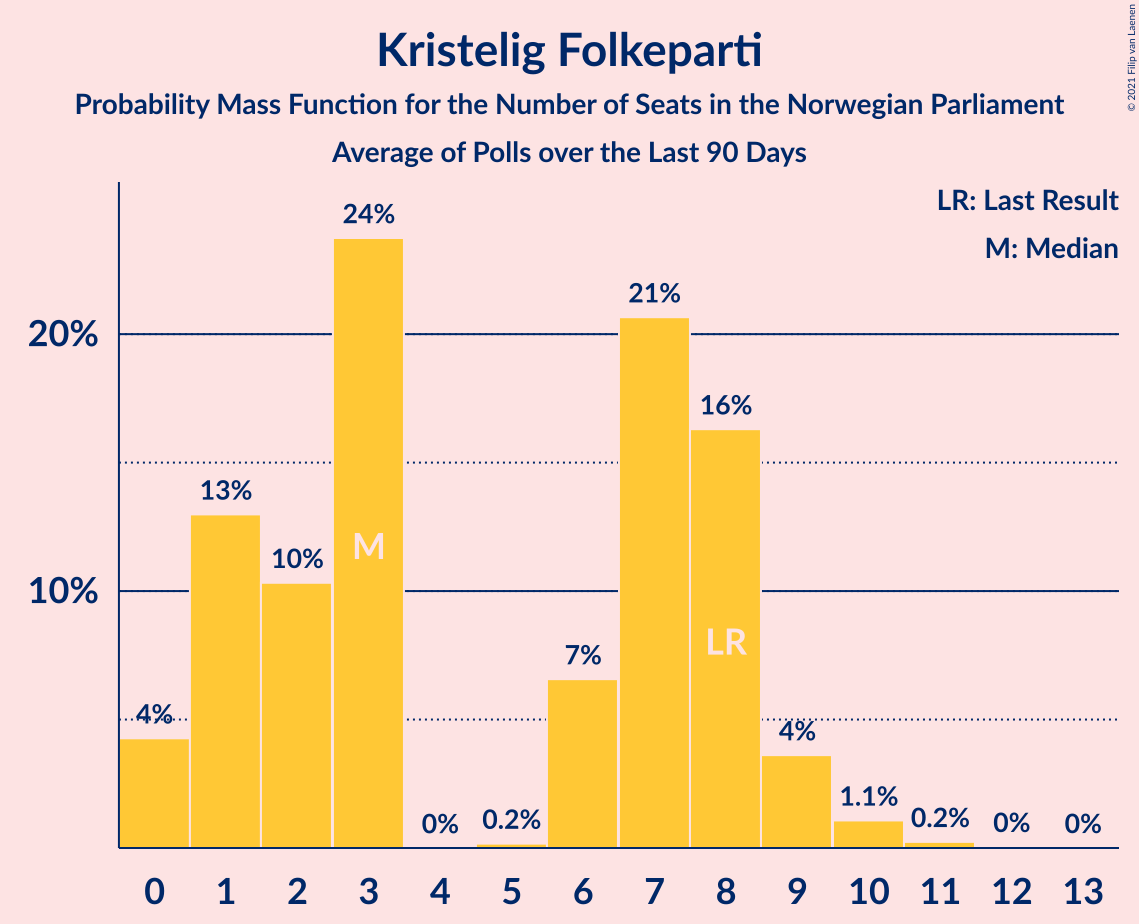 Kristelig Folkeparti
Probability Mass Function for the Number of Seats in the Norwegian Parliament
Average of Polls over the Last 90 Days
© 2021 Filip van Laenen
LR: Last Result
M: Median
24%
21%
20%
16%
13%
10%
M
10%
LR
7%
4%
4%
1.1%
0% 0.2% 0.2% 0% 0%
0 1 2 3 4 5 6 7 8 9 10 11 12 13